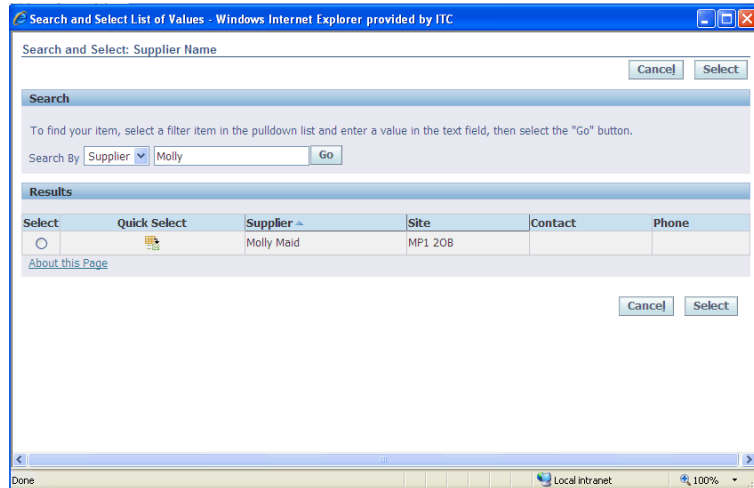 Search and Select List of Values - Windows Internet Explorer provided by ITC
Search and Select: Supplier Name
Cancel Select
Search
To find your item, select a filter item in the pulldown list and enter a value in the text field, then select the "Go" button.
Search By Supplier Molly Go
Results
Select Quick Select Supplier Site Contact Phone
Molly Maid MP1 2OB
About this Page
Cancel Select
Done Local intranet 100%